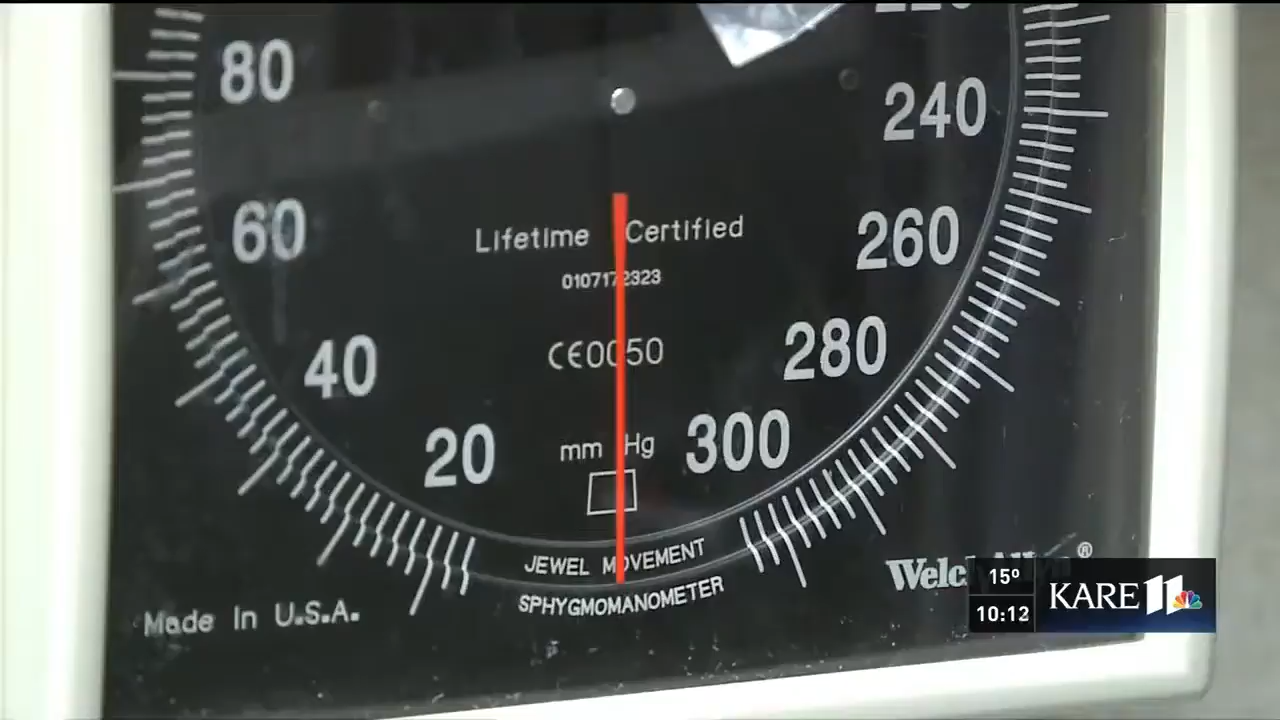 80
240
60
260
Lifetime Certified
0107172323
CE0050
40
280
20
mm Hg
300
JEWEL MOVEMENT
SPHYGMOMANOMETER
Made In U.S.A.
®
15°
10:12
KARE 11